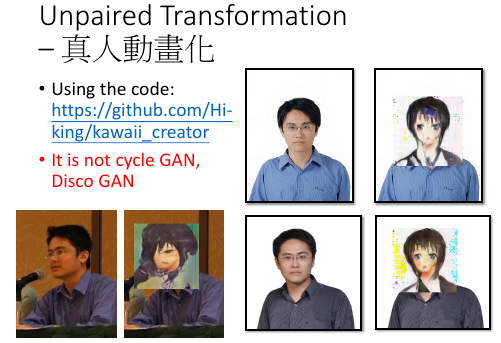 Unpaired Transformation
– 真人動畫化
• Using the code:
https://github.com/Hi-
king/kawaii_creator
• It is not cycle GAN,
Disco GAN